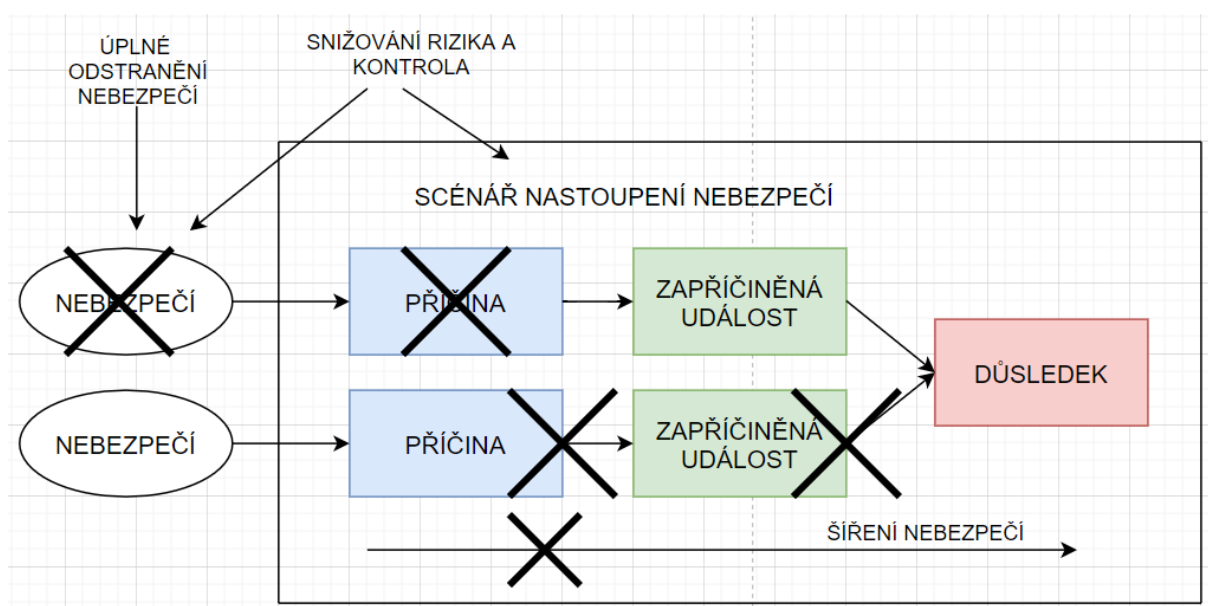 ÚPLNÉ
ODSTRANĚNÍ
NEBEZPEČÍ
SNIŽOVÁNÍ RIZIKA A
KONTROLA
SCÉNÁŘ NASTOUPENÍ NEBEZPEČÍ
NEBEZPEČÍ
PŘÍČINA
ZAPŘÍČINĚNÁ
UDÁLOST
DŮSLEDEK
NEBEZPEČÍ
PŘÍČINA
ZAPŘÍČINĚNÁ
UDÁLOST
ŠÍŘENÍ NEBEZPEČÍ